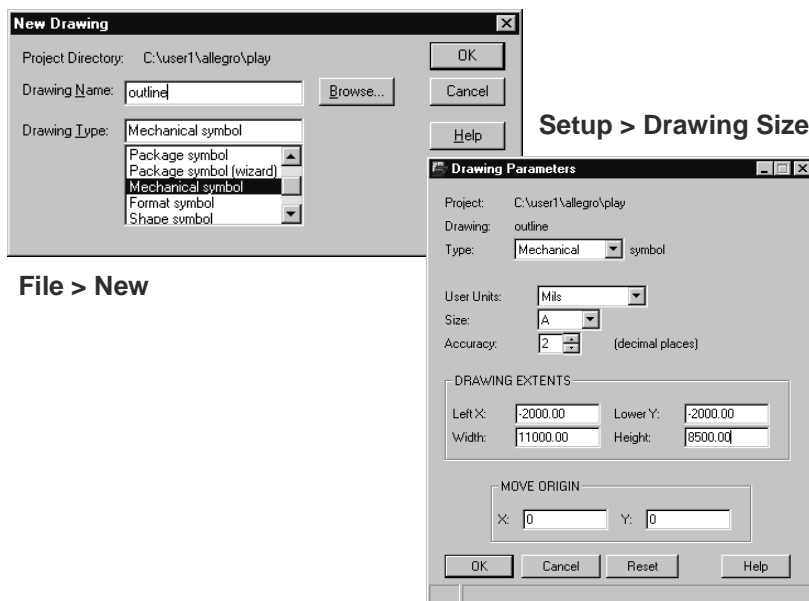 New Drawing
Project Directory: C:\user1\allegro\play
OK
Drawing Name: outline
Browse...
Cancel
Drawing Type: Mechanical symbol
Help
Package symbol
Package symbol (wizard)
Mechanical symbol
Format symbol
Shape symbol
File > New
Setup > Drawing Size
Drawing Parameters
Project: C:\user1\allegro\play
Drawing: outline
Type: Mechanical symbol
User Units: Mils
Size: A
Accuracy: 2 (decimal places)
DRAWING EXTENTS
Left X: -2000.00 Lower Y: -2000.00
Width: 11000.00 Height: 8500.00
MOVE ORIGIN
X: 0 Y: 0
OK Cancel Reset Help